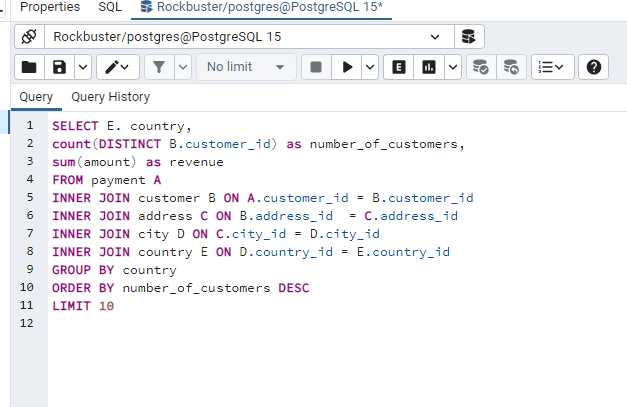 Properties SQL Rockbuster/postgres@PostgreSQL 15*
Rockbuster/postgres@PostgreSQL 15
No limit E
Query Query History
1 SELECT E. country,
2 count(DISTINCT B.customer_id) as number_of_customers,
3 sum(amount) as revenue
4 FROM payment A
5 INNER JOIN customer B ON A.customer_id = B.customer_id
6 INNER JOIN address C ON B.address_id  = C.address_id
7 INNER JOIN city D ON C.city_id = D.city_id
8 INNER JOIN country E ON D.country_id = E.country_id
9 GROUP BY country
10 ORDER BY number_of_customers DESC
11 LIMIT 10
12